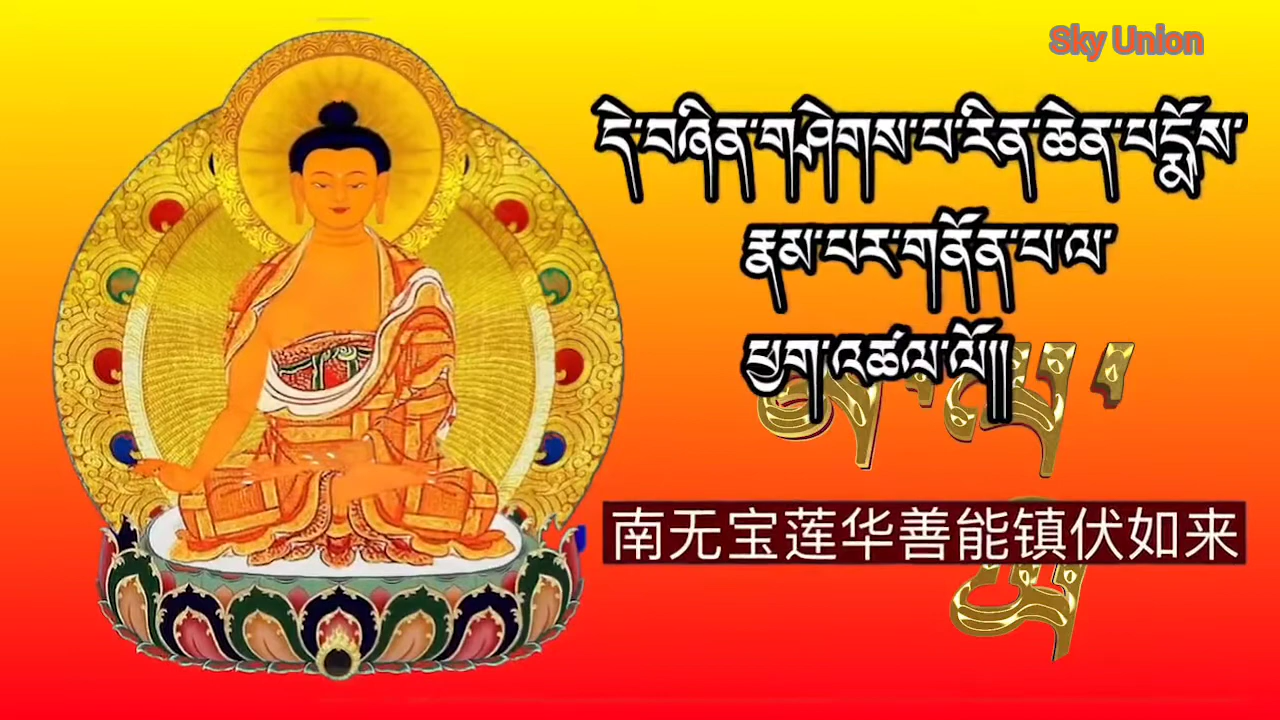 Sky Union
དེ་བཞིན་གཤེགས་པ་རིན་ཆེན་པདྨོས་
རྣམ་པར་གནོན་པ་ལ་
ཕྱག་འཚལ་ལོ།།
南无宝莲华善能镇伏如来